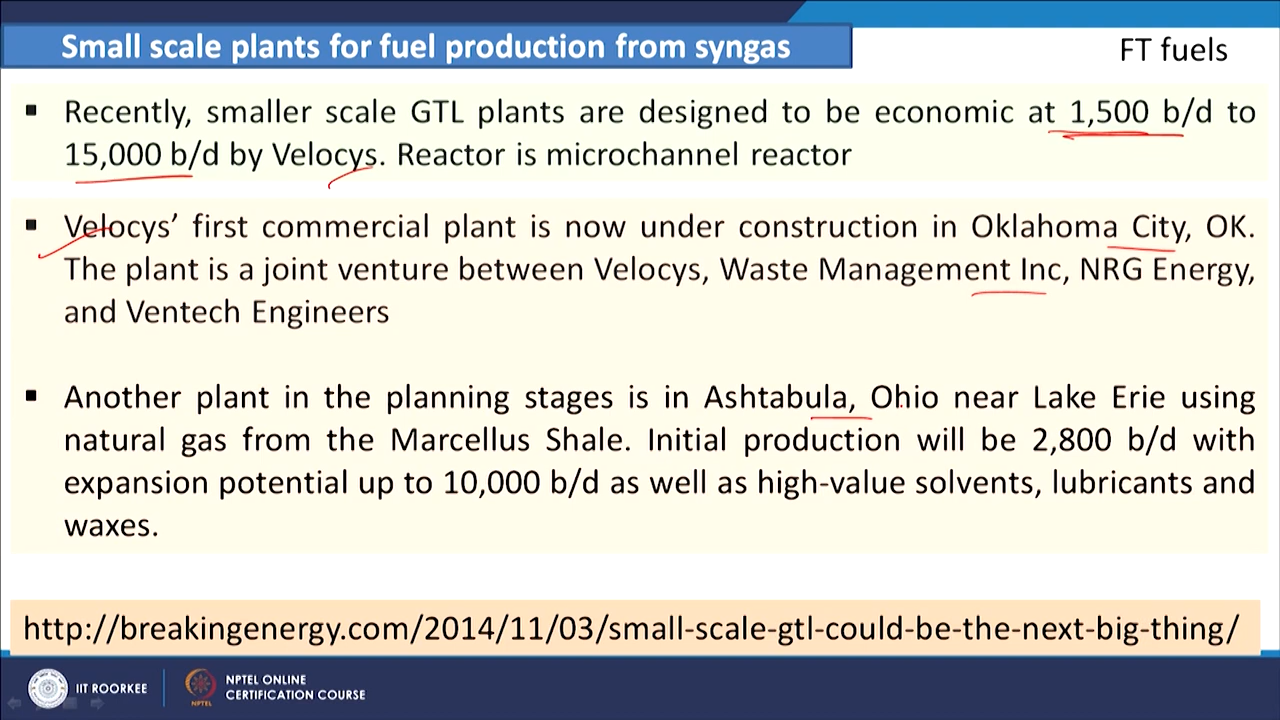 Small scale plants for fuel production from syngas
FT fuels
Recently, smaller scale GTL plants are designed to be economic at 1,500 b/d to
15,000 b/d by Velocys. Reactor is microchannel reactor
Velocys’ first commercial plant is now under construction in Oklahoma City, OK.
The plant is a joint venture between Velocys, Waste Management Inc, NRG Energy,
and Ventech Engineers
Another plant in the planning stages is in Ashtabula, Ohio near Lake Erie using
natural gas from the Marcellus Shale. Initial production will be 2,800 b/d with
expansion potential up to 10,000 b/d as well as high-value solvents, lubricants and
waxes.
http://breakingenergy.com/2014/11/03/small-scale-gtl-could-be-the-next-big-thing/
IIT ROORKEE
NPTEL
NPTEL ONLINE
CERTIFICATION COURSE